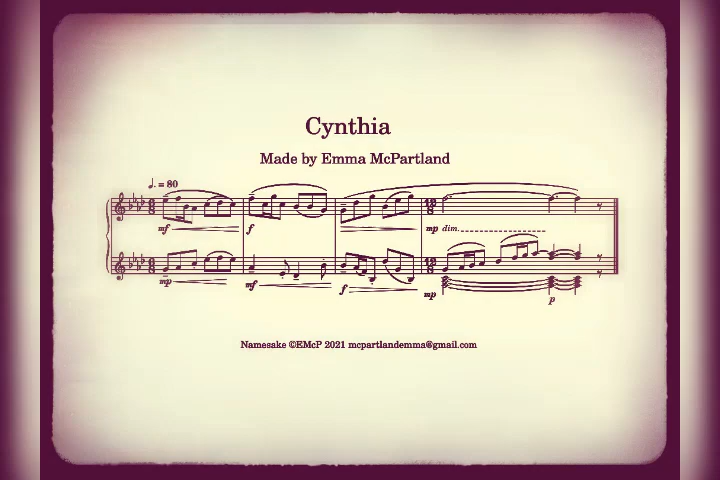 Cynthia
Made by Emma McPartland
♩. = 80
mf f mp dim.
mp mf f mp p
Namesake ©EMcP 2021 mcpartlandemma@gmail.com